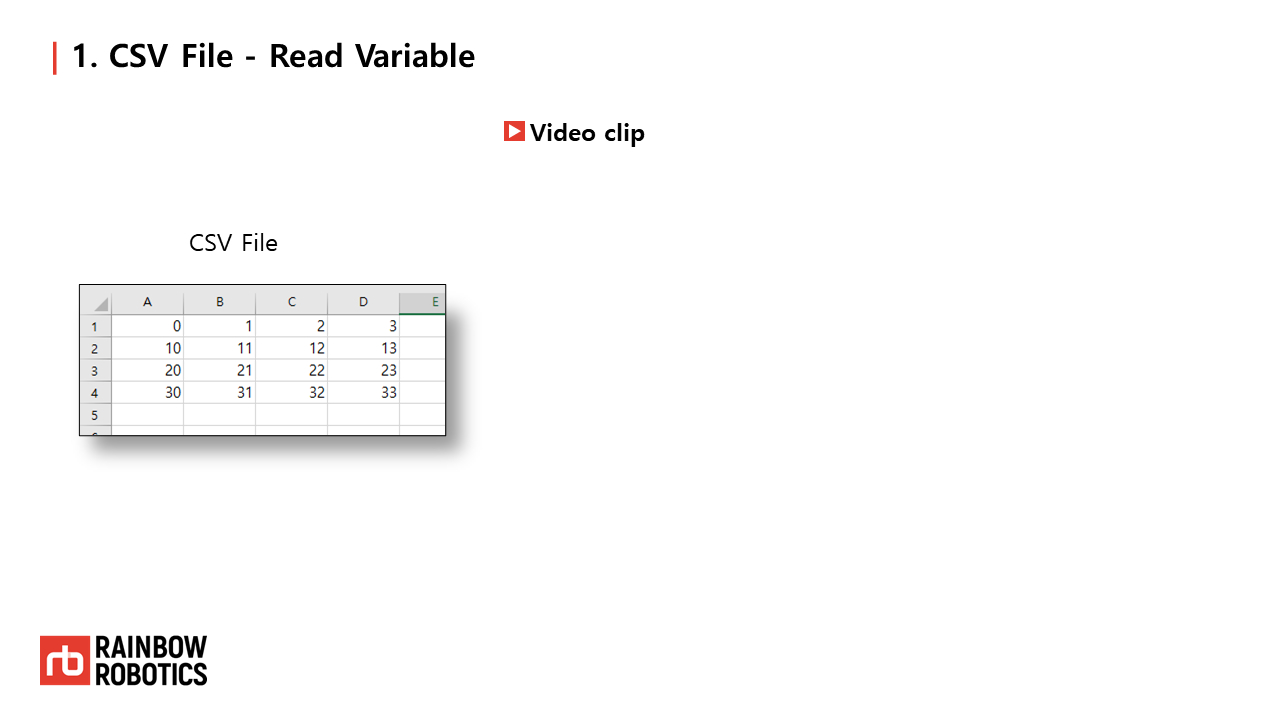 1. CSV File - Read Variable
Video clip
CSV File
A B C D E
1 0 1 2 3
2 10 11 12 13
3 20 21 22 23
4 30 31 32 33
5
rb RAINBOW
ROBOTICS